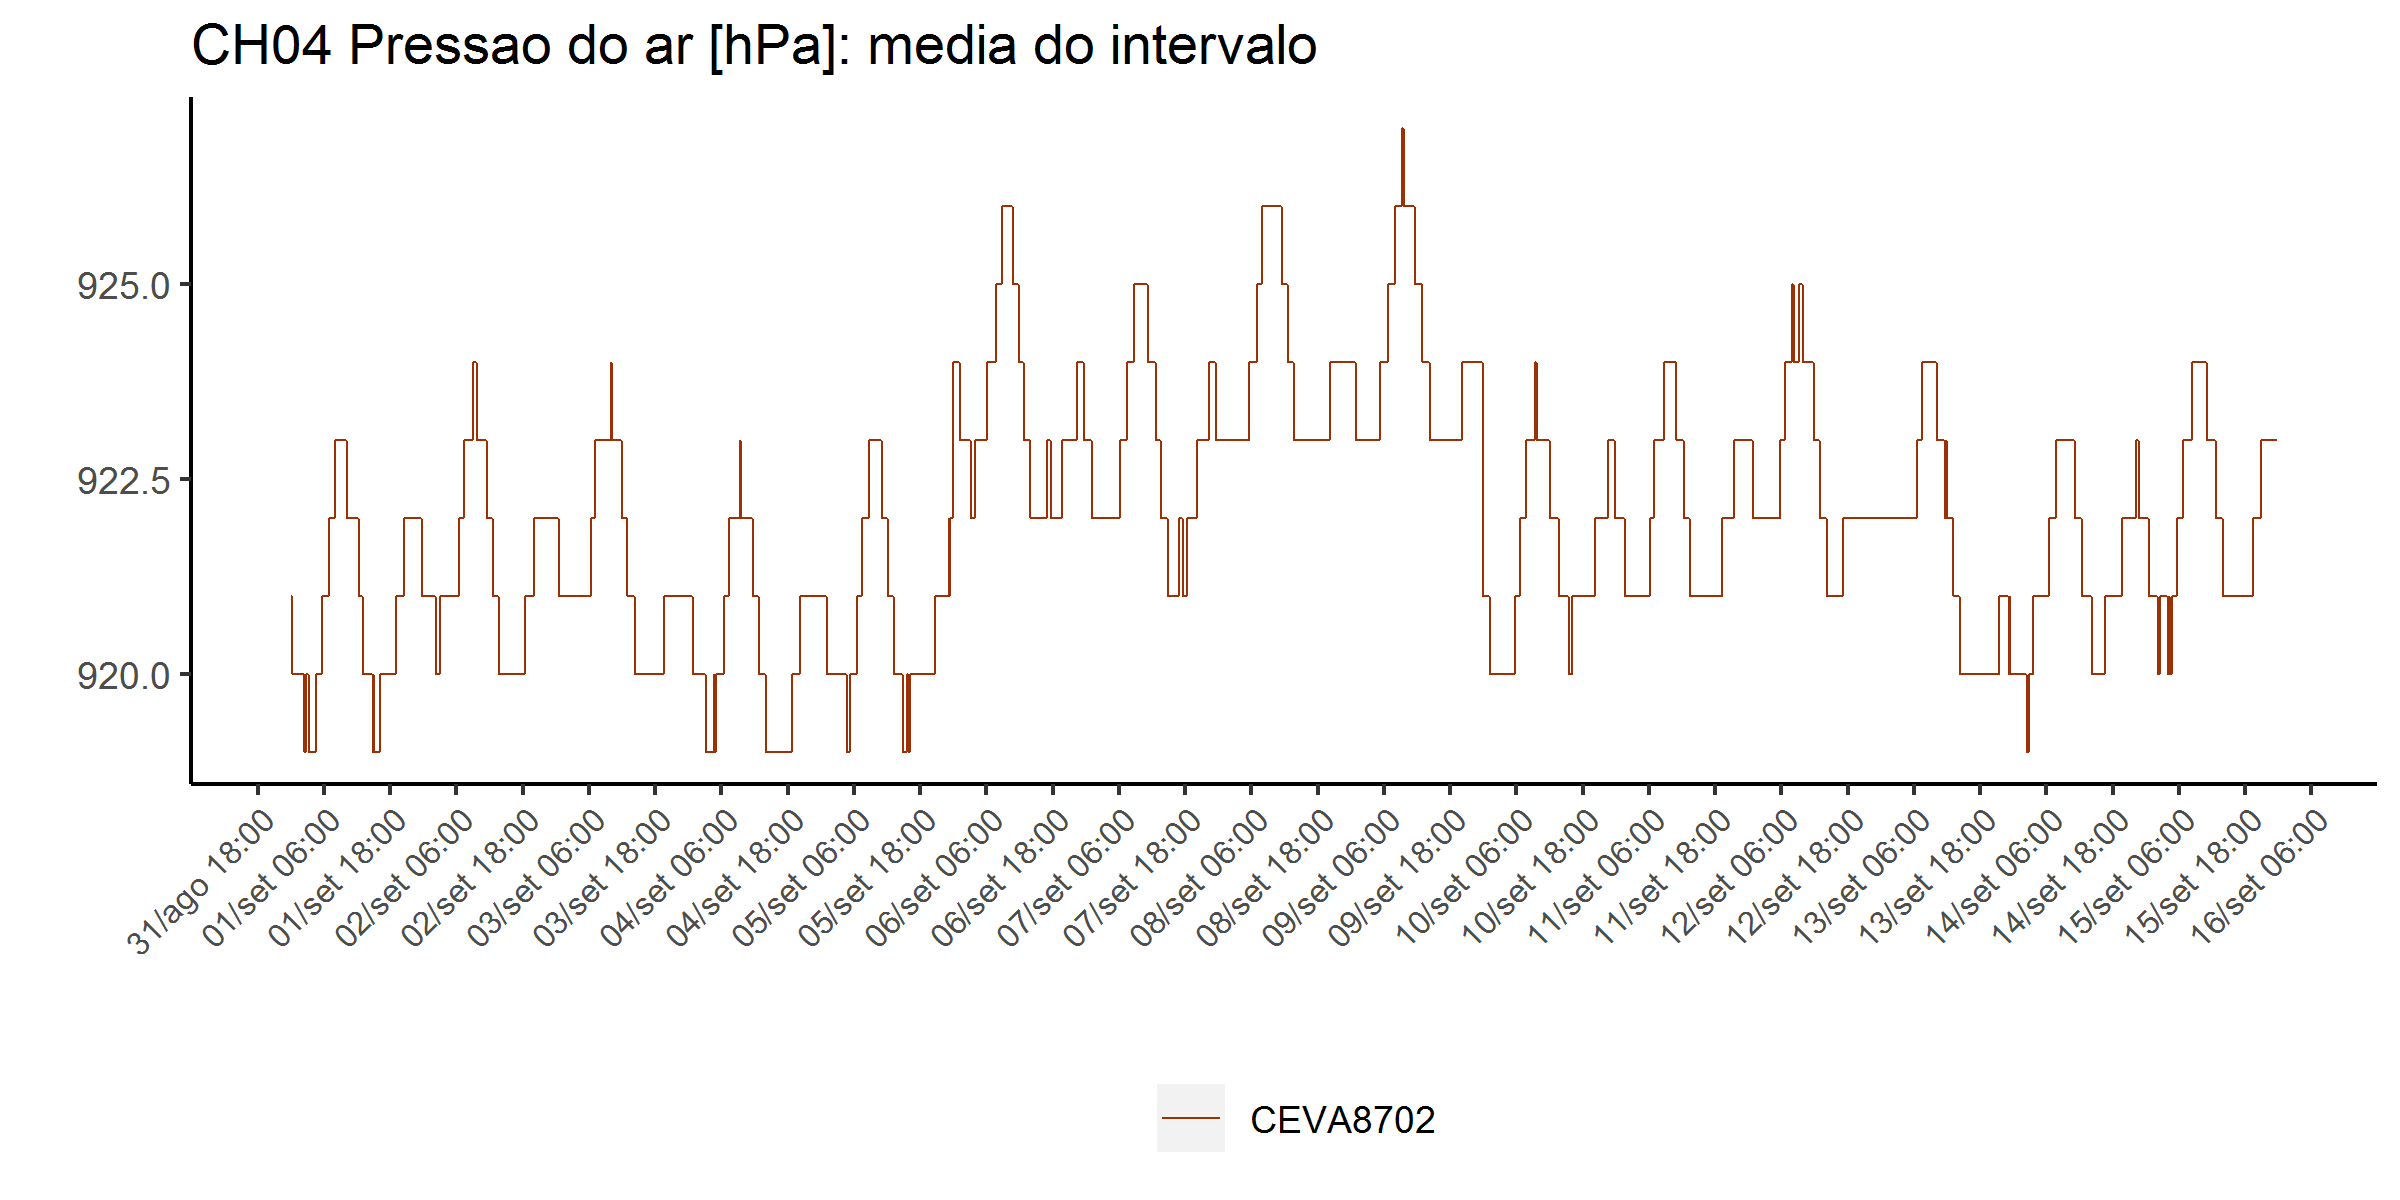 CH04 Pressao do ar [hPa]: media do intervalo
925.0
922.5
920.0
31/ago 18:00
01/set 06:00
01/set 18:00
02/set 06:00
02/set 18:00
03/set 06:00
03/set 18:00
04/set 06:00
04/set 18:00
05/set 06:00
05/set 18:00
06/set 06:00
06/set 18:00
07/set 06:00
07/set 18:00
08/set 06:00
08/set 18:00
09/set 06:00
09/set 18:00
10/set 06:00
10/set 18:00
11/set 06:00
11/set 18:00
12/set 06:00
12/set 18:00
13/set 06:00
13/set 18:00
14/set 06:00
14/set 18:00
15/set 06:00
15/set 18:00
16/set 06:00
CEVA8702